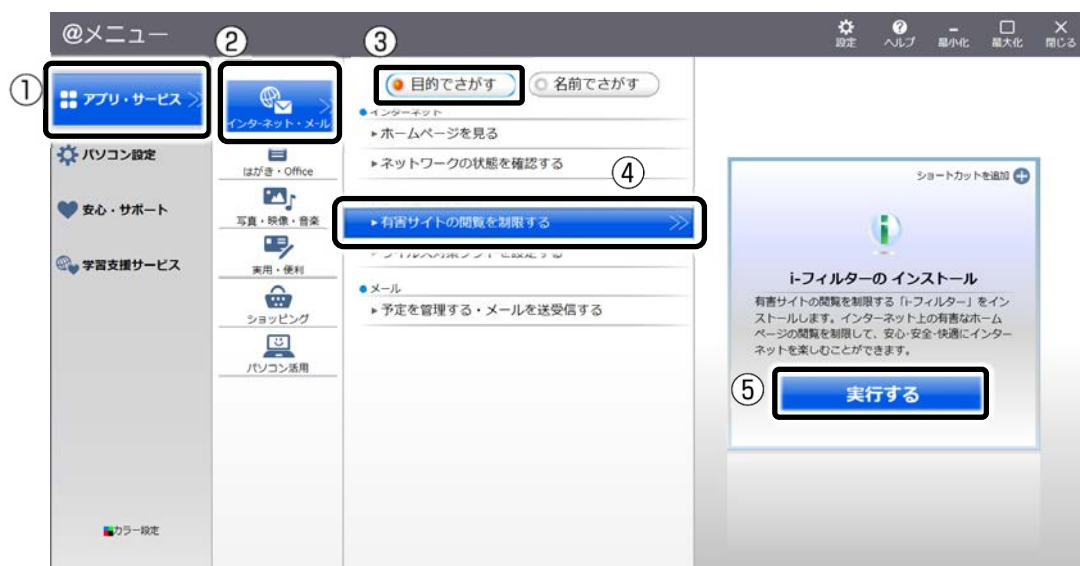 @メニュー
設定
ヘルプ
最小化
最大化
閉じる
①
②
③
アプリ・サービス
パソコン設定
安心・サポート
学習支援サービス
カラー設定
インターネット・メール
はがき・Office
写真・映像・音楽
実用・便利
ショッピング
パソコン活用
目的でさがす
名前でさがす
インターネット
ホームページを見る
ネットワークの状態を確認する
④
有害サイトの閲覧を制限する
ウイルス対策ソフトを設定する
メール
予定を管理する・メールを送受信する
ショートカットを追加
i-フィルターの インストール
有害サイトの閲覧を制限する「i-フィルター」をイン
ストールします。インターネット上の有害なホーム
ページの閲覧を制限して、安心・安全・快適にインター
ネットを楽しむことができます。
⑤
実行する